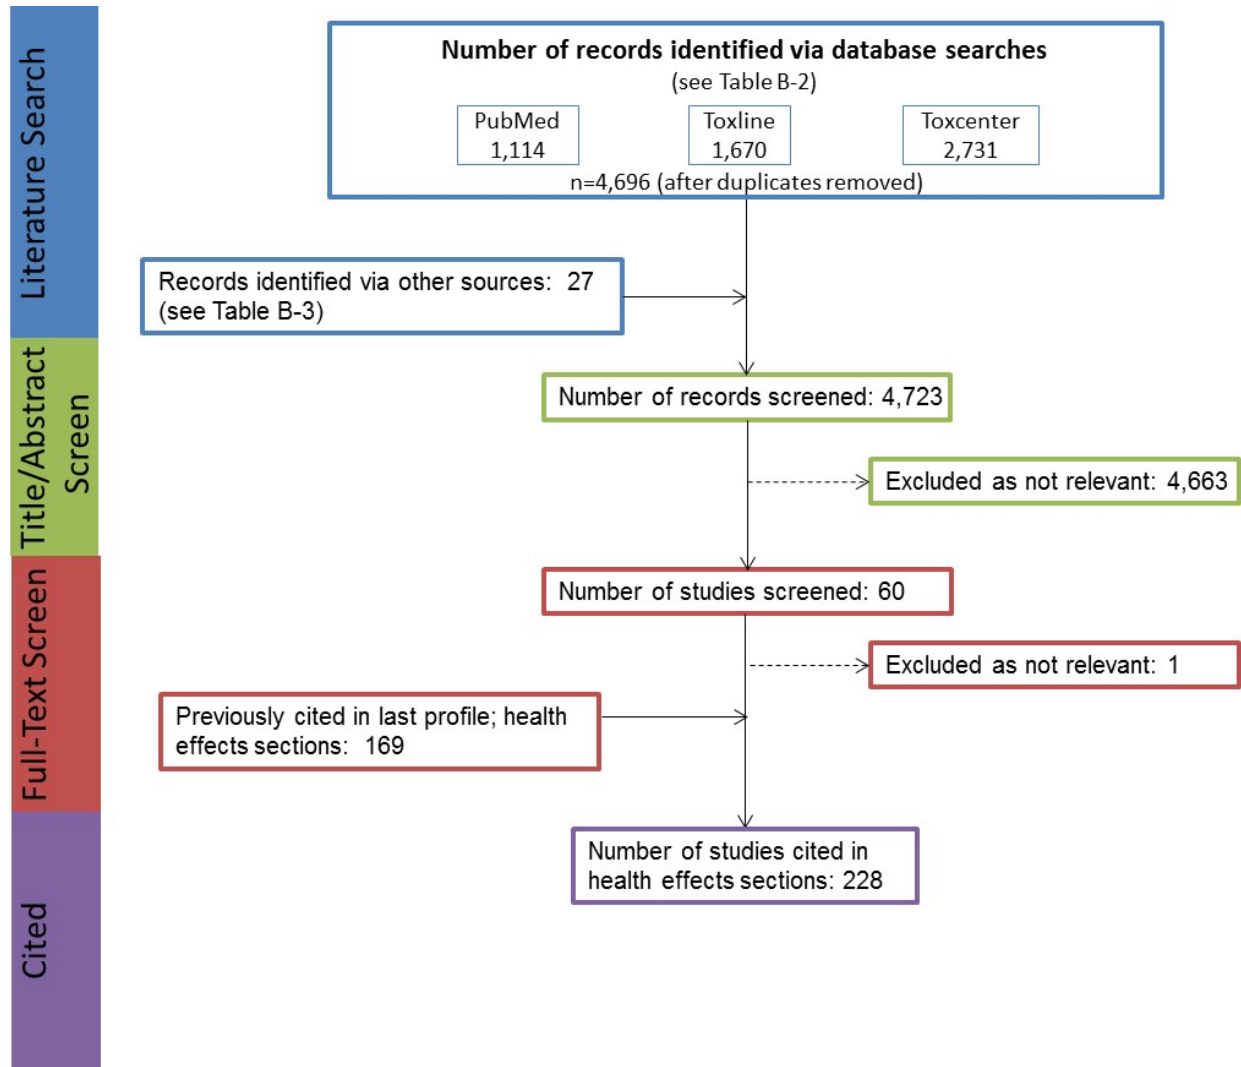 Literature Search
Number of records identified via database searches
(see Table B-2)
PubMed
1,114
Toxline
1,670
Toxcenter
2,731
n=4,696 (after duplicates removed)
Records identified via other sources: 27
(see Table B-3)
Title/Abstract
Screen
Number of records screened: 4,723
Excluded as not relevant: 4,663
Full-Text Screen
Number of studies screened: 60
Excluded as not relevant: 1
Previously cited in last profile; health
effects sections: 169
Cited
Number of studies cited in
health effects sections: 228